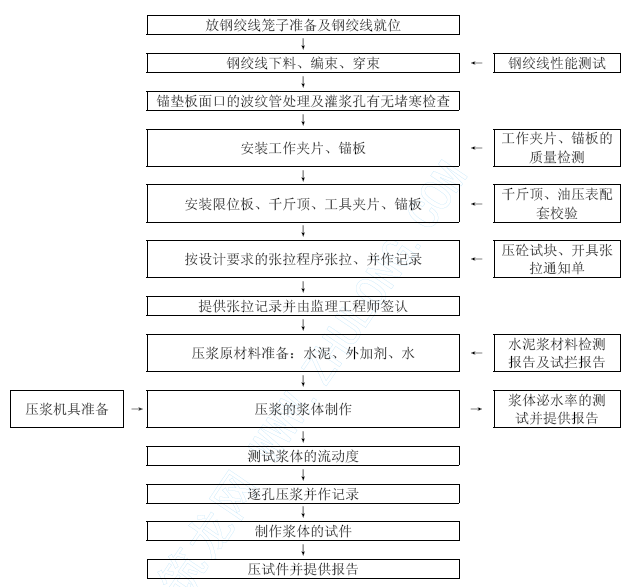 放钢绞线笼子准备及钢绞线就位
钢绞线下料、编束、穿束
钢绞线性能测试
锚垫板面口的波纹管处理及灌浆孔有无堵寒检查
安装工作夹片、锚板
工作夹片、锚板的
质量检测
安装限位板、千斤顶、工具夹片、锚板
千斤顶、油压表配
套校验
按设计要求的张拉程序张拉、并作记录
压砼试块、开具张
拉通知单
提供张拉记录并由监理工程师签认
压浆原材料准备：水泥、外加剂、水
水泥浆材料检测
报告及试拦报告
压浆机具准备
压浆的浆体制作
浆体泌水率的测
试并提供报告
测试浆体的流动度
逐孔压浆并作记录
制作浆体的试件
压试件并提供报告